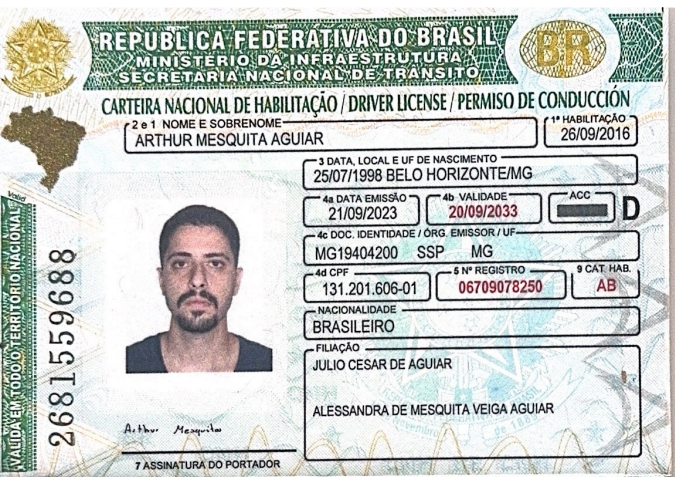 REPÚBLICA FEDERATIVA DO BRASIL
MINISTÉRIO DA INFRAESTRUTURA
SECRETARIA NACIONAL DE TRÂNSITO
BR
CARTEIRA NACIONAL DE HABILITAÇÃO / DRIVER LICENSE / PERMISO DE CONDUCCIÓN
2 e 1 NOME E SOBRENOME
ARTHUR MESQUITA AGUIAR
1ª HABILITAÇÃO
26/09/2016
3 DATA, LOCAL E UF DE NASCIMENTO
25/07/1998 BELO HORIZONTE/MG
4a DATA EMISSÃO
21/09/2023
4b VALIDADE
20/09/2033
ACC
D
4c DOC. IDENTIDADE / ÓRG. EMISSOR / UF
MG19404200 SSP MG
4d CPF
131.201.606-01
5 Nº REGISTRO
06709078250
9 CAT. HAB.
AB
NACIONALIDADE
BRASILEIRO
FILIAÇÃO
JULIO CESAR DE AGUIAR
ALESSANDRA DE MESQUITA VEIGA AGUIAR
VÁLIDA EM TODO O TERRITÓRIO NACIONAL
2681559688
Arthur Mesquita
7 ASSINATURA DO PORTADOR